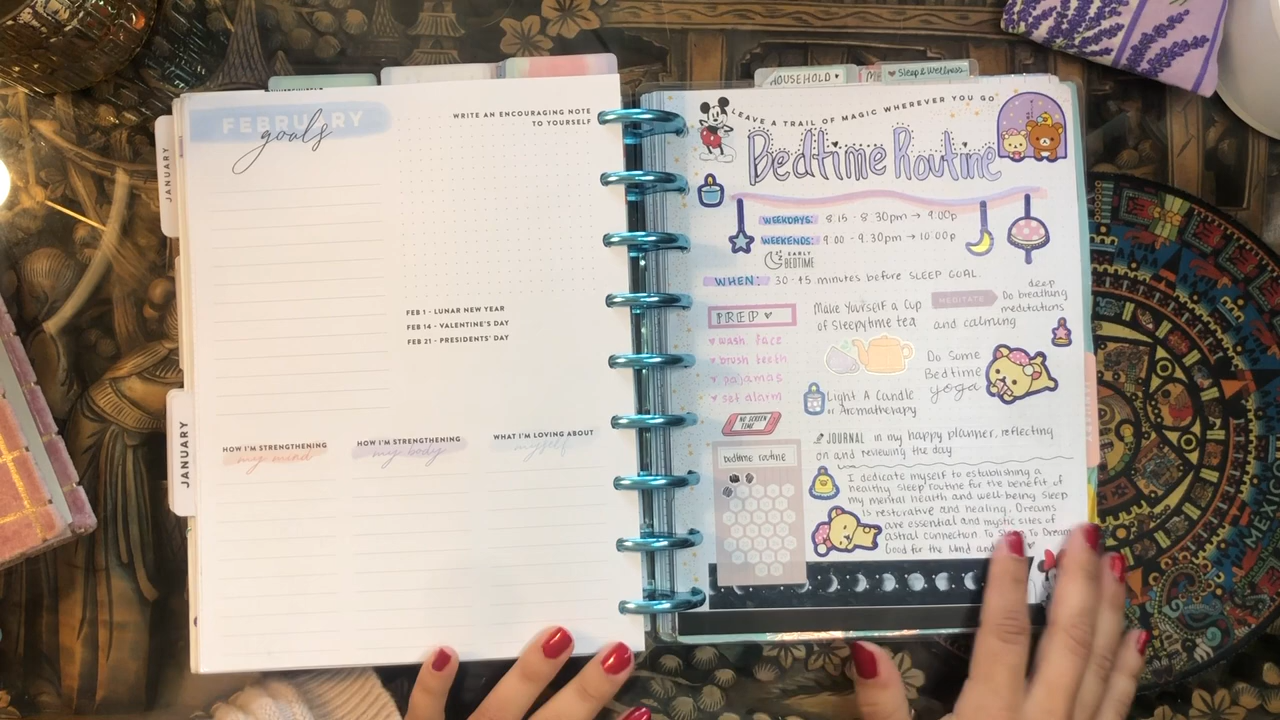 JANUARY
JANUARY
FEBRUARY
goals
WRITE AN ENCOURAGING NOTE
TO YOURSELF
FEB 1 - LUNAR NEW YEAR
FEB 14 - VALENTINE'S DAY
FEB 21 - PRESIDENTS' DAY
HOW I'M STRENGTHENING
my mind
HOW I'M STRENGTHENING
my body
WHAT I'M LOVING ABOUT
myself
HOUSEHOLD
ME
Sleep & Wellness
LEAVE A TRAIL OF MAGIC WHEREVER YOU GO
Bedtime Routine
WEEKDAYS: 8:15 - 8:30pm → 9:00p
WEEKENDS: 9:00 - 9:30pm → 10:00p
EARLY
BEDTIME
WHEN: 30-45 minutes before SLEEP GOAL.
PREP
wash face
brush teeth
pajamas
set alarm
NO SCREEN
TIME
bedtime routine
Make Yourself a Cup
of Sleepytime tea
MEDITATE
deep
Do breathing
meditations
and calming
Do Some
Bedtime
yoga
Light A Candle
or Aromatherapy
JOURNAL in my happy planner, reflecting
on and reviewing the day
I dedicate myself to establishing a
healthy sleep routine for the benefit of
my mental health and well-being. Sleep
is restorative and healing. Dreams
are essential and mystic sites of
astral connection. To Sleep, To Dream
Good for the Mind and
MEXICO